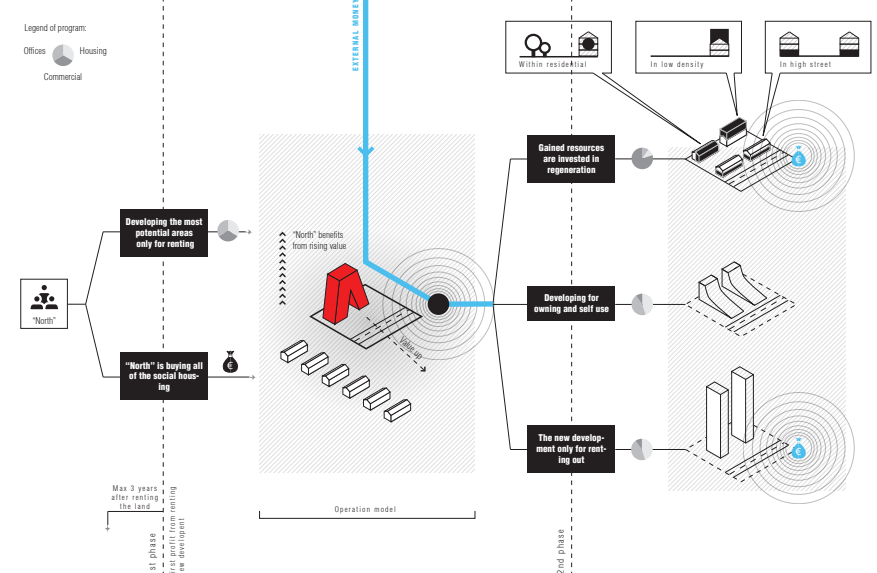 Legend of program:
Offices
Housing
Commercial
EXTERNAL MONEY
Within residential
In low density
In high street
Developing the most
potential areas
only for renting
"North" benefits
from rising value
"North"
"North" is buying all
of the social hous-
ing
€
Value up
Gained resources
are invested in
regeneration
€
Developing for
owning and self use
The new develop-
ment only for rent-
ing out
€
Max 3 years
after renting
the land
Operation model
st phase
irst profit from renting
ew developent
2nd phase